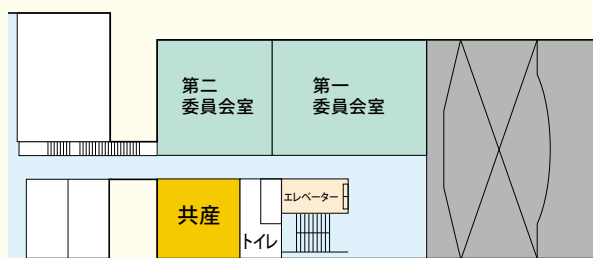 第二
委員会室
第一
委員会室
共産
トイレ
エレベーター